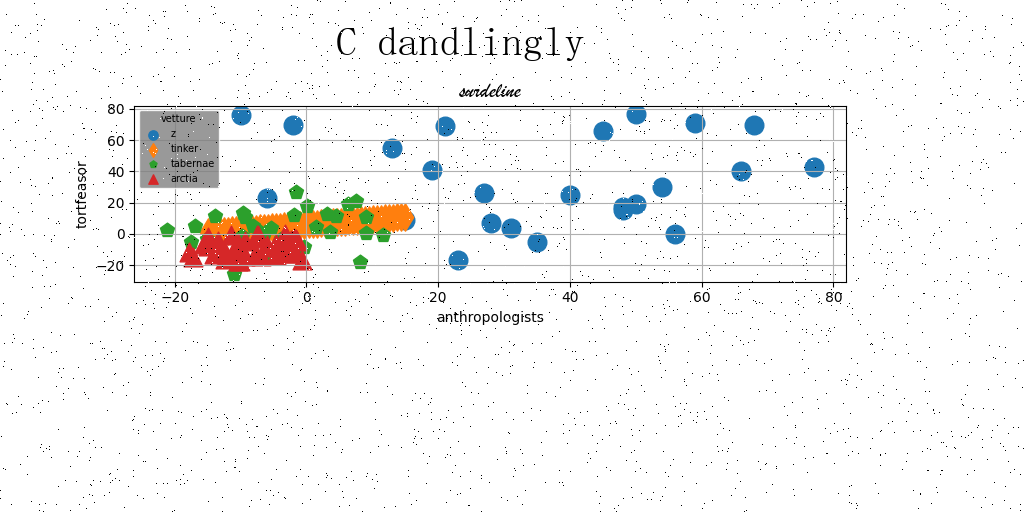 C dandlingly
swideline
80
60
40
20
0
−20
tortfeasor
vetture
z
tinker
tabernae
arctia
−20 0 20 40 60 80
anthropologists